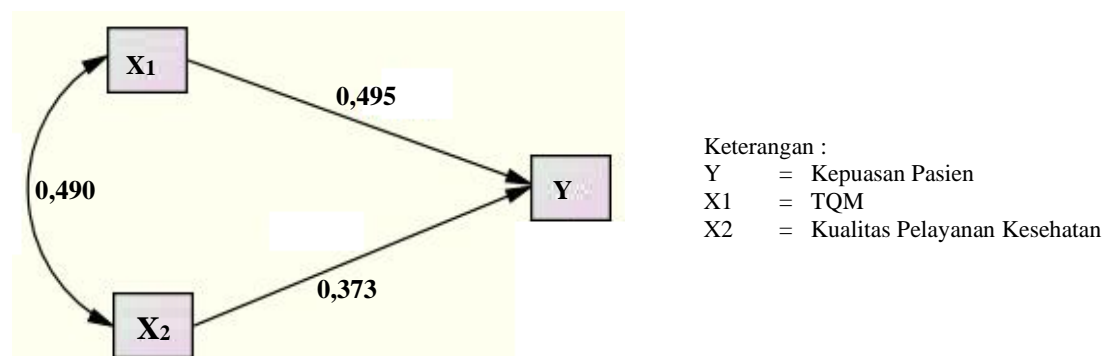 X1
0,495
Keterangan :
Y = Kepuasan Pasien
0,490
Y
X1 = TQM
X2 = Kualitas Pelayanan Kesehatan
0,373
X2